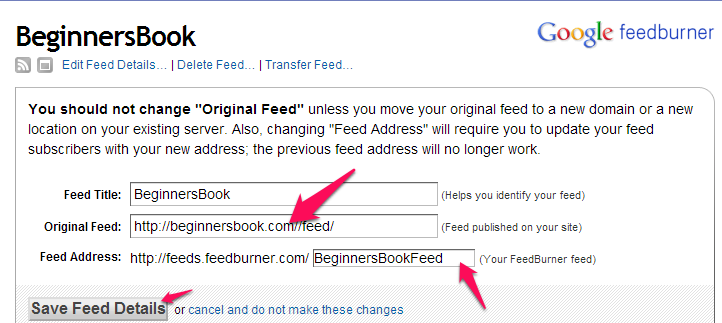 BeginnersBook
Google feedburner
Edit Feed Details... | Delete Feed... | Transfer Feed...
You should not change "Original Feed" unless you move your original feed to a new domain or a new
location on your existing server. Also, changing "Feed Address" will require you to update your feed
subscribers with your new address; the previous feed address will no longer work.
Feed Title: BeginnersBook (Helps you identify your feed)
Original Feed: http://beginnersbook.com//feed/ (Feed published on your site)
Feed Address: http://feeds.feedburner.com/ BeginnersBookFeed (Your FeedBurner feed)
Save Feed Details or cancel and do not make these changes